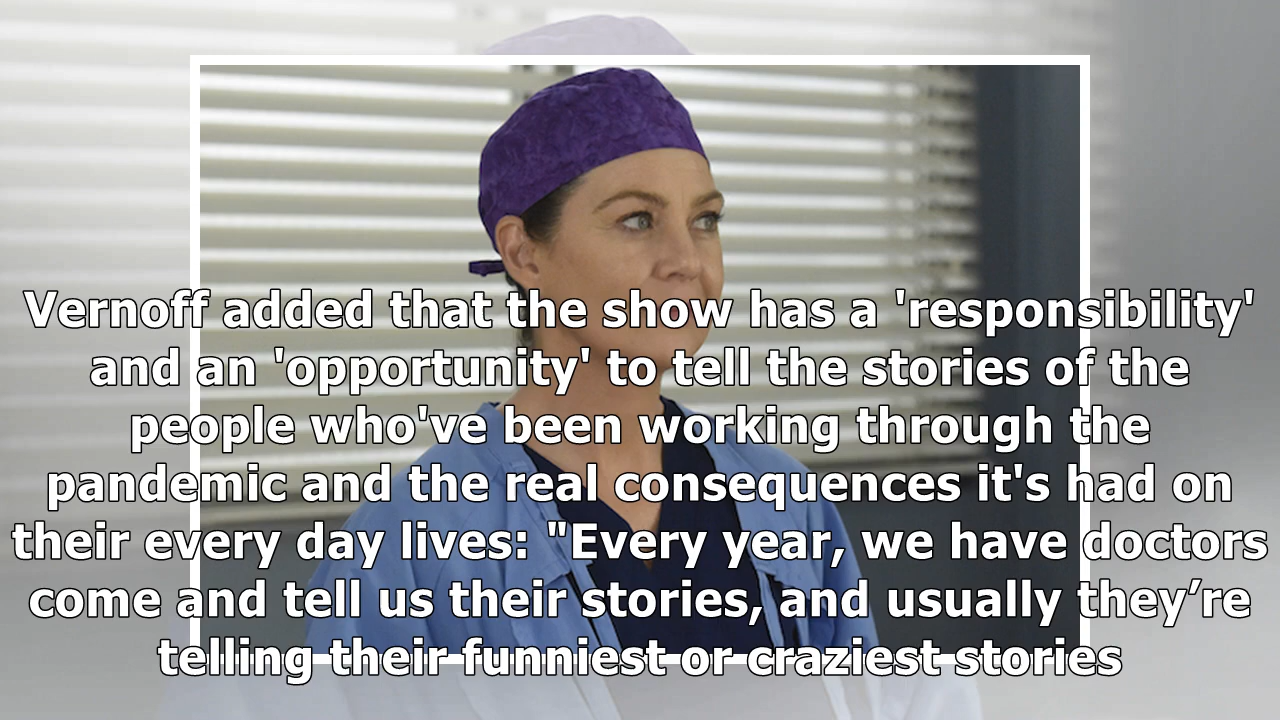 Vernoff added that the show has a 'responsibility'
and an 'opportunity' to tell the stories of the
people who've been working through the
pandemic and the real consequences it's had on
their every day lives: "Every year, we have doctors
come and tell us their stories, and usually they’re
telling their funniest or craziest stories